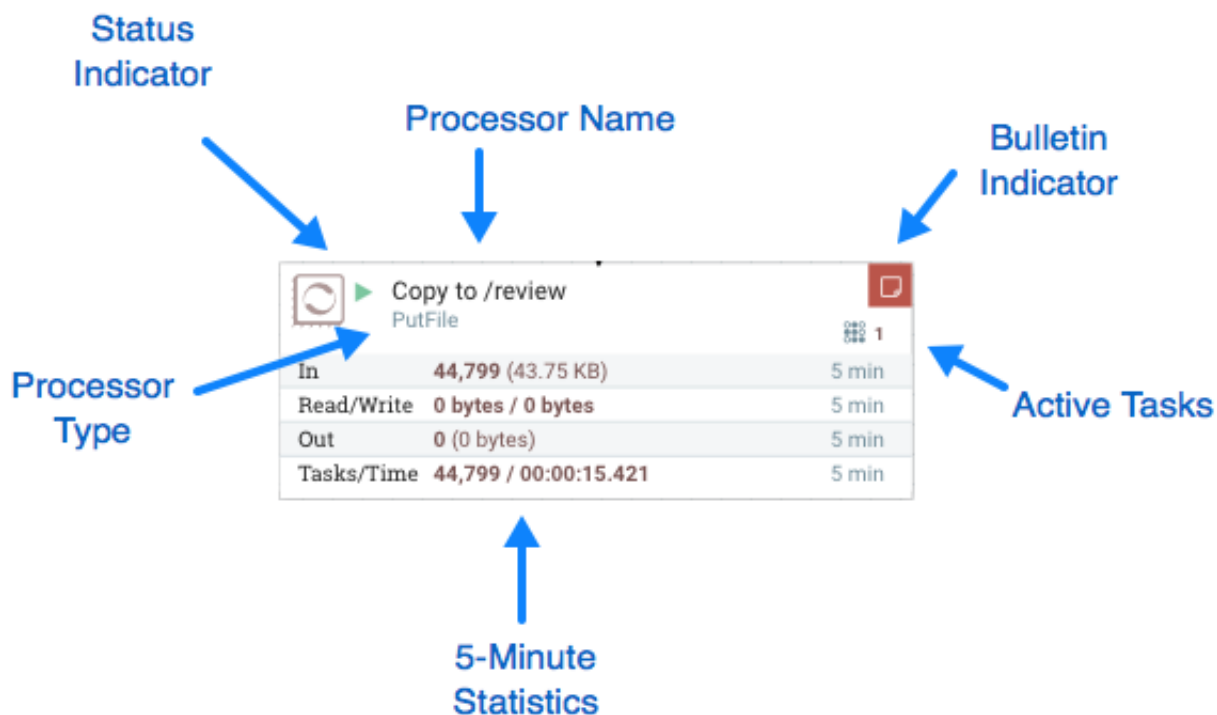 Status
Indicator
Processor Name
Bulletin
Indicator
Copy to /review
PutFile
1
In 44,799 (43.75 KB) 5 min
Read/Write 0 bytes / 0 bytes 5 min
Out 0 (0 bytes) 5 min
Tasks/Time 44,799 / 00:00:15.421 5 min
Processor
Type
Active Tasks
5-Minute
Statistics